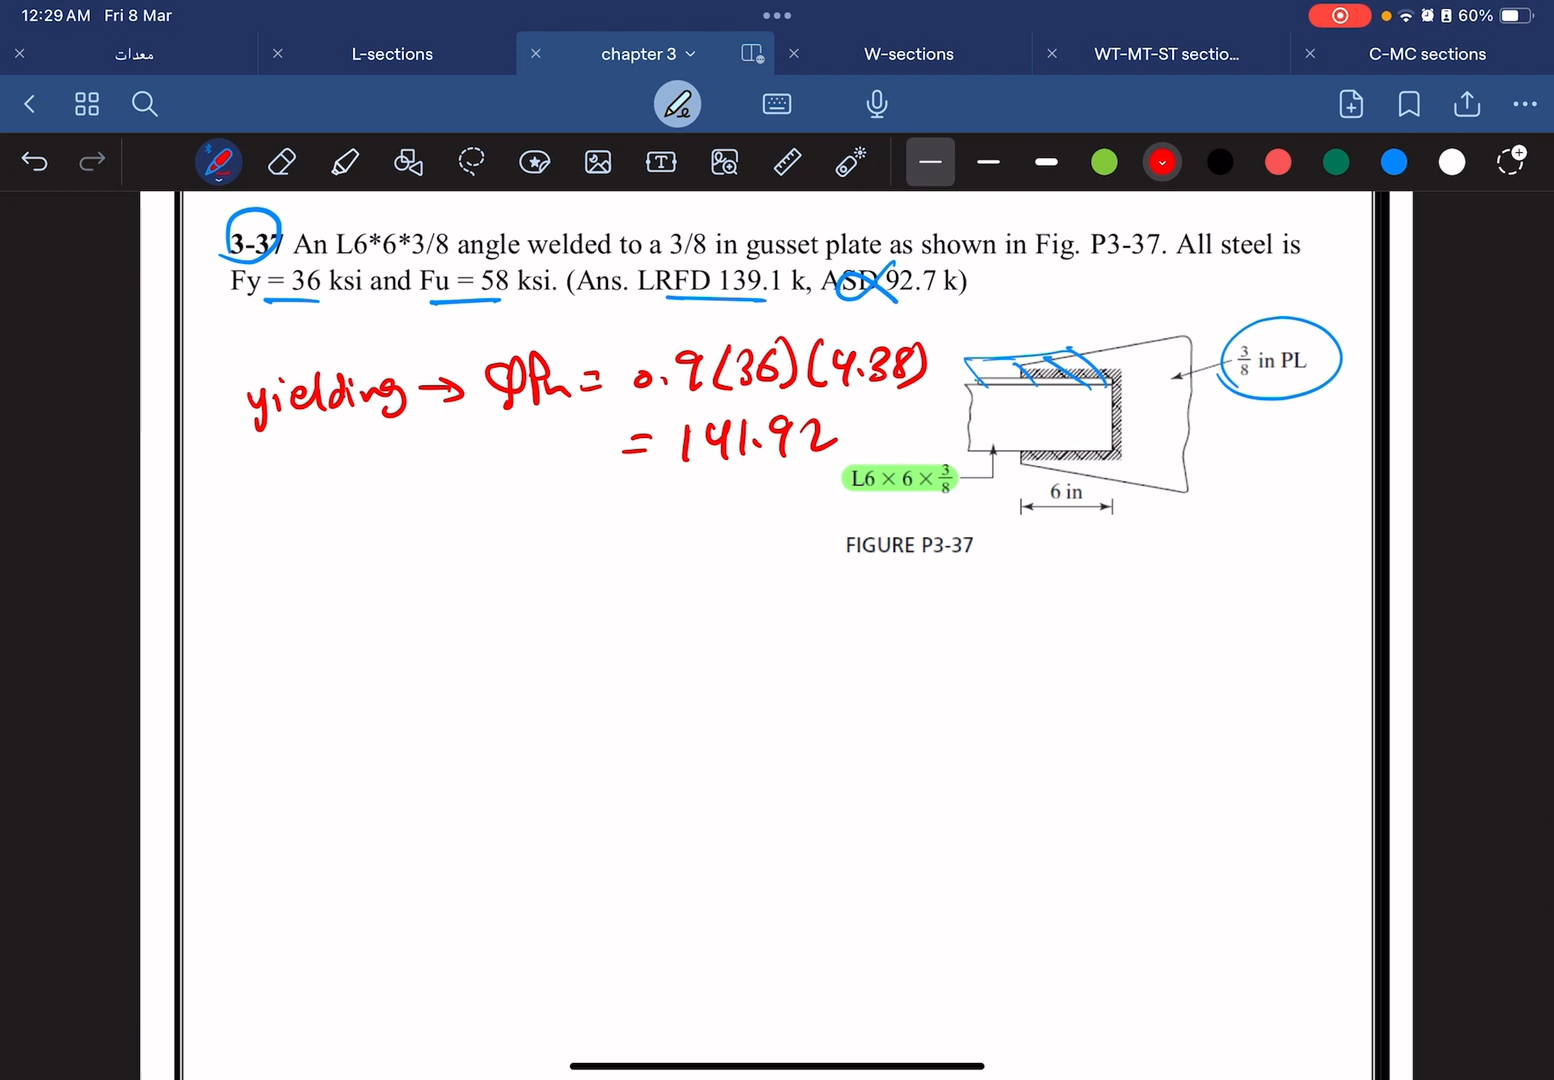 12:29 AM Fri 8 Mar
60%
معدات
L-sections
chapter 3
W-sections
WT-MT-ST sectio...
C-MC sections
3-37 An L6*6*3/8 angle welded to a 3/8 in gusset plate as shown in Fig. P3-37. All steel is
Fy = 36 ksi and Fu = 58 ksi. (Ans. LRFD 139.1 k, ASD 92.7 k)
yielding → ØPn = 0.9(36)(4.38)
= 141.92
3/8 in PL
L6 × 6 × 3/8
6 in
FIGURE P3-37